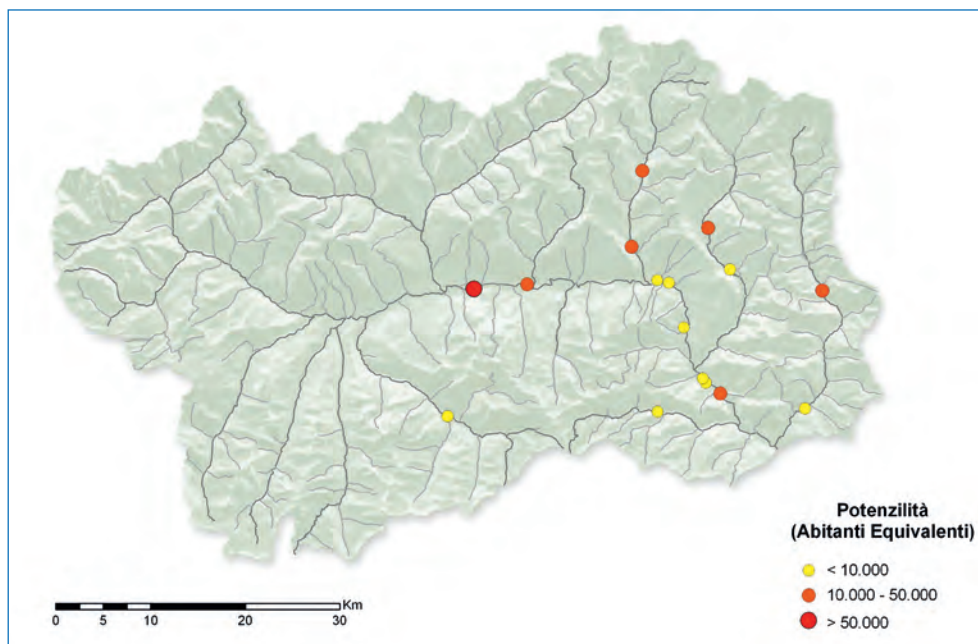 Potenzilità
(Abitanti Equivalenti)
< 10.000
10.000 - 50.000
> 50.000
Km
0 5 10 20 30